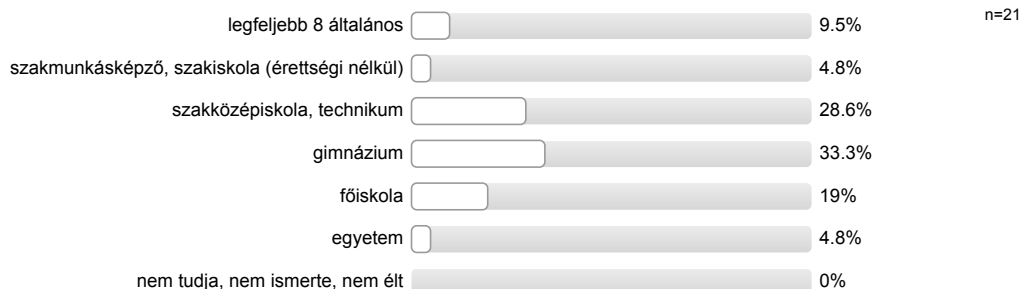 legfeljebb 8 általános 9.5% n=21
szakmunkásképző, szakiskola (érettségi nélkül) 4.8%
szakközépiskola, technikum 28.6%
gimnázium 33.3%
főiskola 19%
egyetem 4.8%
nem tudja, nem ismerte, nem élt 0%